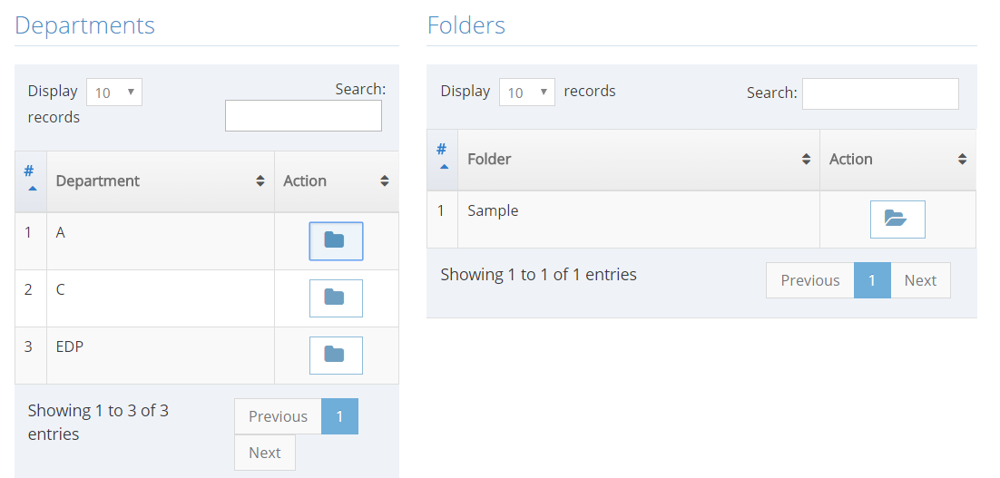 Departments
Display 10 records
Search:
# Department Action
1 A
2 C
3 EDP
Showing 1 to 3 of 3
entries
Previous 1
Next
Folders
Display 10 records
Search:
# Folder Action
1 Sample
Showing 1 to 1 of 1 entries
Previous 1 Next